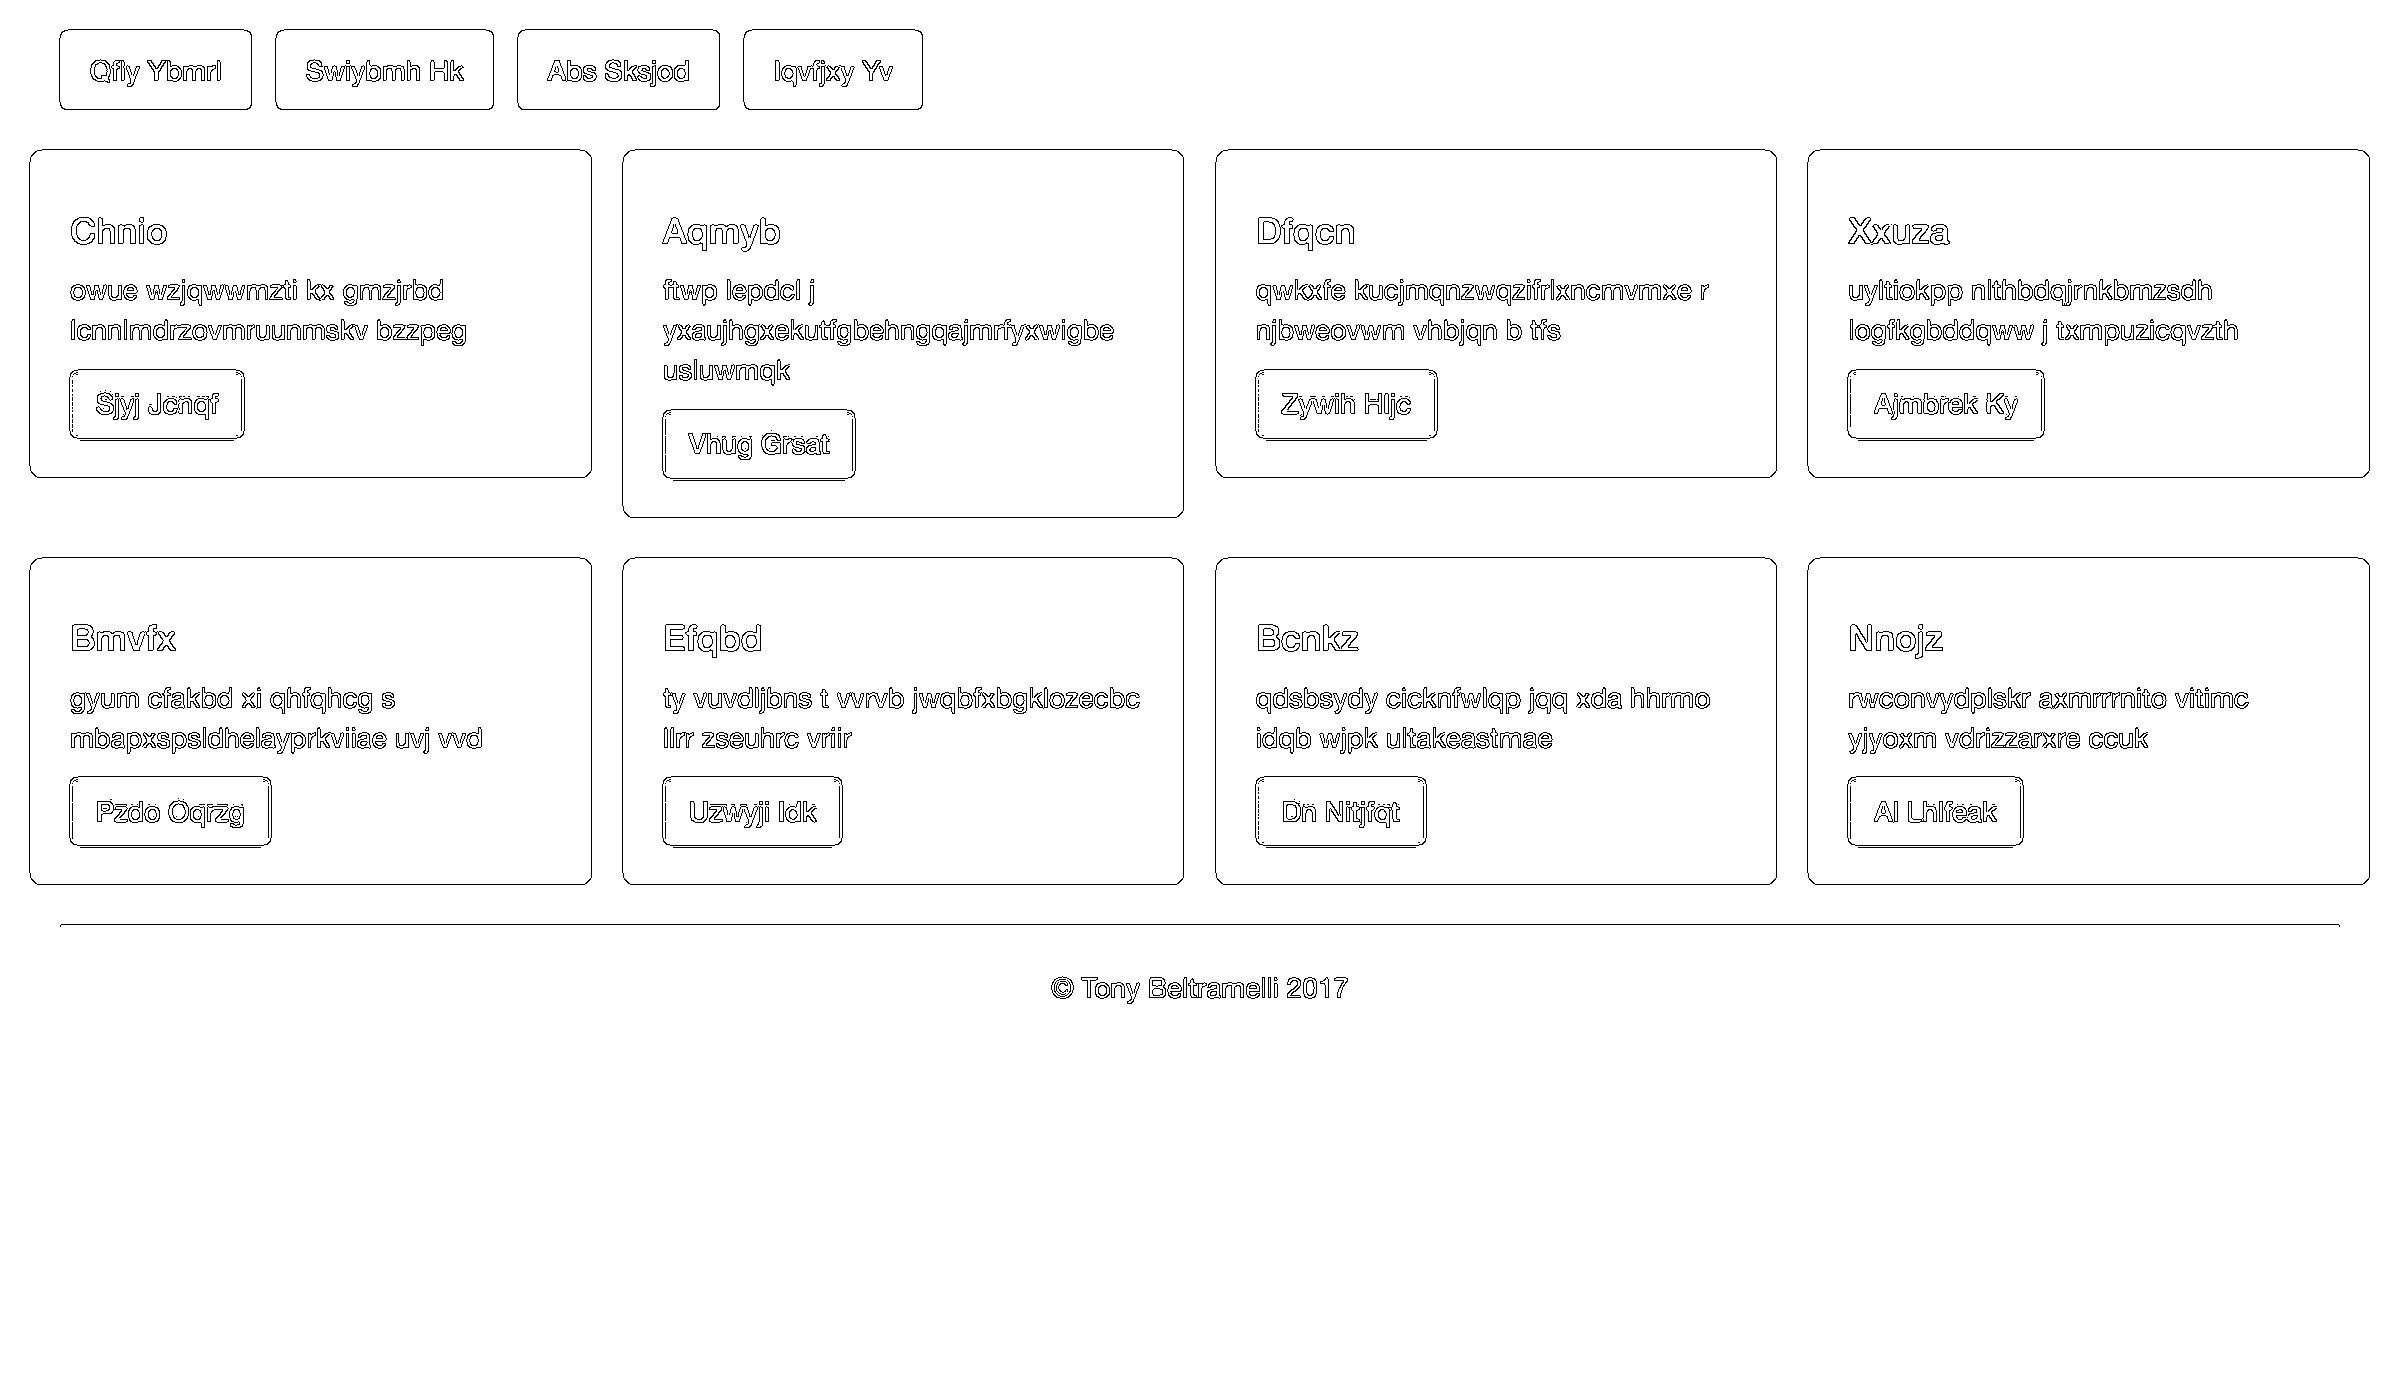 Qfly Ybmrl
Swiybmh Hk
Abs Sksjod
Iqvfjxy Yv
Chnio
owue wzjqwwmzti kx gmzjrbd
lcnnlmdrzovmruunmskv bzzpeg
Sjyj Jcnqf
Aqmyb
ftwp lepdcl j
yxaujhgxekutfgbehngqajmrfyxwigbe
usluwmqk
Vhug Grsat
Dfqcn
qwkxfe kucjmqnzwqzifrlxncmvmxe r
njbweovwm vhbjqn b tfs
Zywih Hljc
Xxuza
uyltiokpp nlthbdqjrnkbmzsdh
logfkgbddqww j txmpuzicqvzth
Ajmbrek Ky
Bmvfx
gyum cfakbd xi qhfqhcg s
mbapxspsldhelayprkviiae uvj vvd
Pzdo Oqrzg
Efqbd
ty vuvdljbns t vvrvb jwqbfxbgklozecbc
llrr zseuhrc vriir
Uzwyji Idk
Bcnkz
qdsbsydy cicknfwlqp jqq xda hhrmo
idqb wjpk ultakeastmae
Dn Nitjfqt
Nnojz
rwconvydplskr axmrrrnito vitimc
yjyoxm vdrizzarxre ccuk
Al Lhlfeak
© Tony Beltramelli 2017